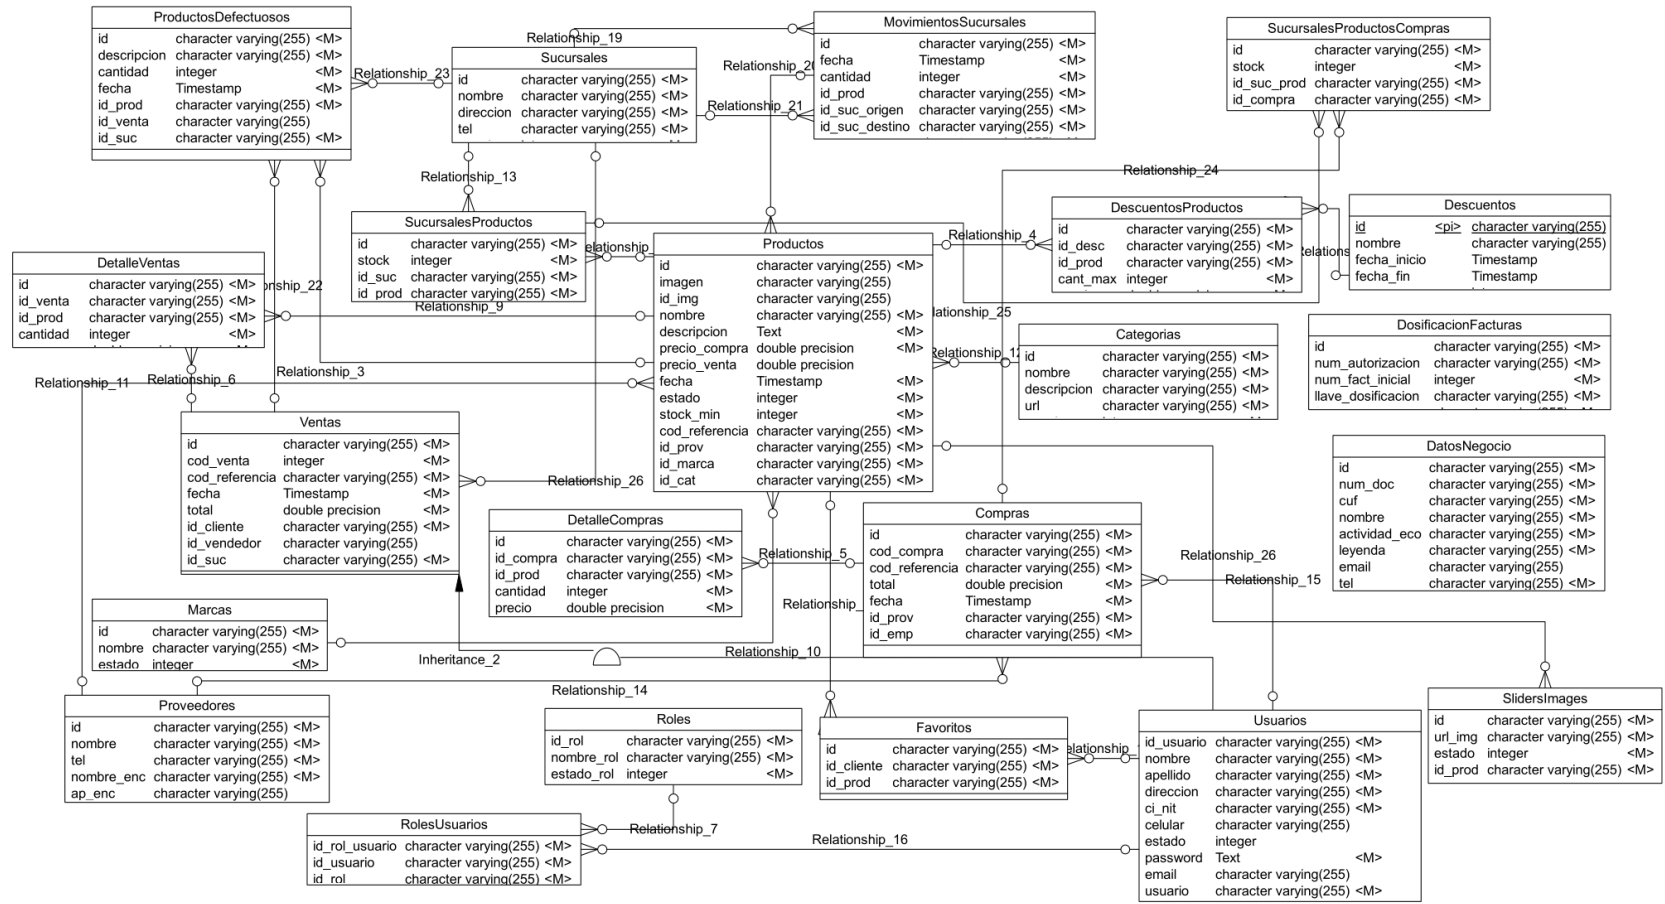 ProductosDefectuosos
id character varying(255) <M>
descripcion character varying(255) <M>
cantidad integer <M>
fecha Timestamp <M>
id_prod character varying(255) <M>
id_venta character varying(255)
id_suc character varying(255) <M>
Relationship_23
Relationship_19
Sucursales
id character varying(255) <M>
nombre character varying(255) <M>
direccion character varying(255) <M>
tel character varying(255) <M>
MovimientosSucursales
id character varying(255) <M>
fecha Timestamp <M>
cantidad integer <M>
id_prod character varying(255) <M>
id_suc_origen character varying(255) <M>
id_suc_destino character varying(255) <M>
Relationship_21
SucursalesProductosCompras
id character varying(255) <M>
stock integer <M>
id_suc_prod character varying(255) <M>
id_compra character varying(255) <M>
Relationship_24
Relationship_13
SucursalesProductos
id character varying(255) <M>
stock integer <M>
id_suc character varying(255) <M>
id_prod character varying(255) <M>
elationship
Productos
id character varying(255) <M>
imagen character varying(255)
id_img character varying(255)
nombre character varying(255) <M>
descripcion Text <M>
precio_compra double precision <M>
precio_venta double precision
fecha Timestamp <M>
estado integer <M>
stock_min integer <M>
cod_referencia character varying(255) <M>
id_prov character varying(255) <M>
id_marca character varying(255) <M>
id_cat character varying(255) <M>
Relationship_4
DescuentosProductos
id character varying(255) <M>
id_desc character varying(255) <M>
id_prod character varying(255) <M>
cant_max integer <M>
Descuentos
id <pi> character varying(255)
nombre character varying(255)
fecha_inicio Timestamp
fecha_fin Timestamp
DetalleVentas
id character varying(255) <M>
id_venta character varying(255) <M>
id_prod character varying(255) <M>
cantidad integer <M>
nship_22
Relationship_9
lationship_25
Relationship_12
Categorias
id character varying(255) <M>
nombre character varying(255) <M>
descripcion character varying(255) <M>
url character varying(255) <M>
DosificacionFacturas
id character varying(255) <M>
num_autorizacion character varying(255) <M>
num_fact_inicial integer <M>
llave_dosificacion character varying(255) <M>
Relationship_11
Relationship_6
Relationship_3
Ventas
id character varying(255) <M>
cod_venta integer <M>
cod_referencia character varying(255) <M>
fecha Timestamp <M>
total double precision <M>
id_cliente character varying(255) <M>
id_vendedor character varying(255)
id_suc character varying(255) <M>
Relationship_26
DatosNegocio
id character varying(255) <M>
num_doc character varying(255) <M>
cuf character varying(255) <M>
nombre character varying(255) <M>
actividad_eco character varying(255) <M>
leyenda character varying(255) <M>
email character varying(255)
tel character varying(255) <M>
DetalleCompras
id character varying(255) <M>
id_compra character varying(255) <M>
id_prod character varying(255) <M>
cantidad integer <M>
precio double precision <M>
Relationship_5
Compras
id character varying(255) <M>
cod_compra character varying(255) <M>
cod_referencia character varying(255) <M>
total double precision <M>
fecha Timestamp <M>
id_prov character varying(255) <M>
id_emp character varying(255) <M>
Relationship_26
Relationship_15
Relationship_
Marcas
id character varying(255) <M>
nombre character varying(255) <M>
estado integer <M>
Inheritance_2
Relationship_10
Relationship_14
Proveedores
id character varying(255) <M>
nombre character varying(255) <M>
tel character varying(255) <M>
nombre_enc character varying(255) <M>
ap_enc character varying(255)
Roles
id_rol character varying(255) <M>
nombre_rol character varying(255) <M>
estado_rol integer <M>
Favoritos
id character varying(255) <M>
id_cliente character varying(255) <M>
id_prod character varying(255) <M>
elationship_
Usuarios
id_usuario character varying(255) <M>
nombre character varying(255) <M>
apellido character varying(255) <M>
direccion character varying(255) <M>
ci_nit character varying(255) <M>
celular character varying(255)
estado integer
password Text <M>
email character varying(255)
usuario character varying(255) <M>
SlidersImages
id character varying(255) <M>
url_img character varying(255) <M>
estado integer <M>
id_prod character varying(255) <M>
RolesUsuarios
id_rol_usuario character varying(255) <M>
id_usuario character varying(255) <M>
id_rol character varying(255) <M>
Relationship_7
Relationship_16